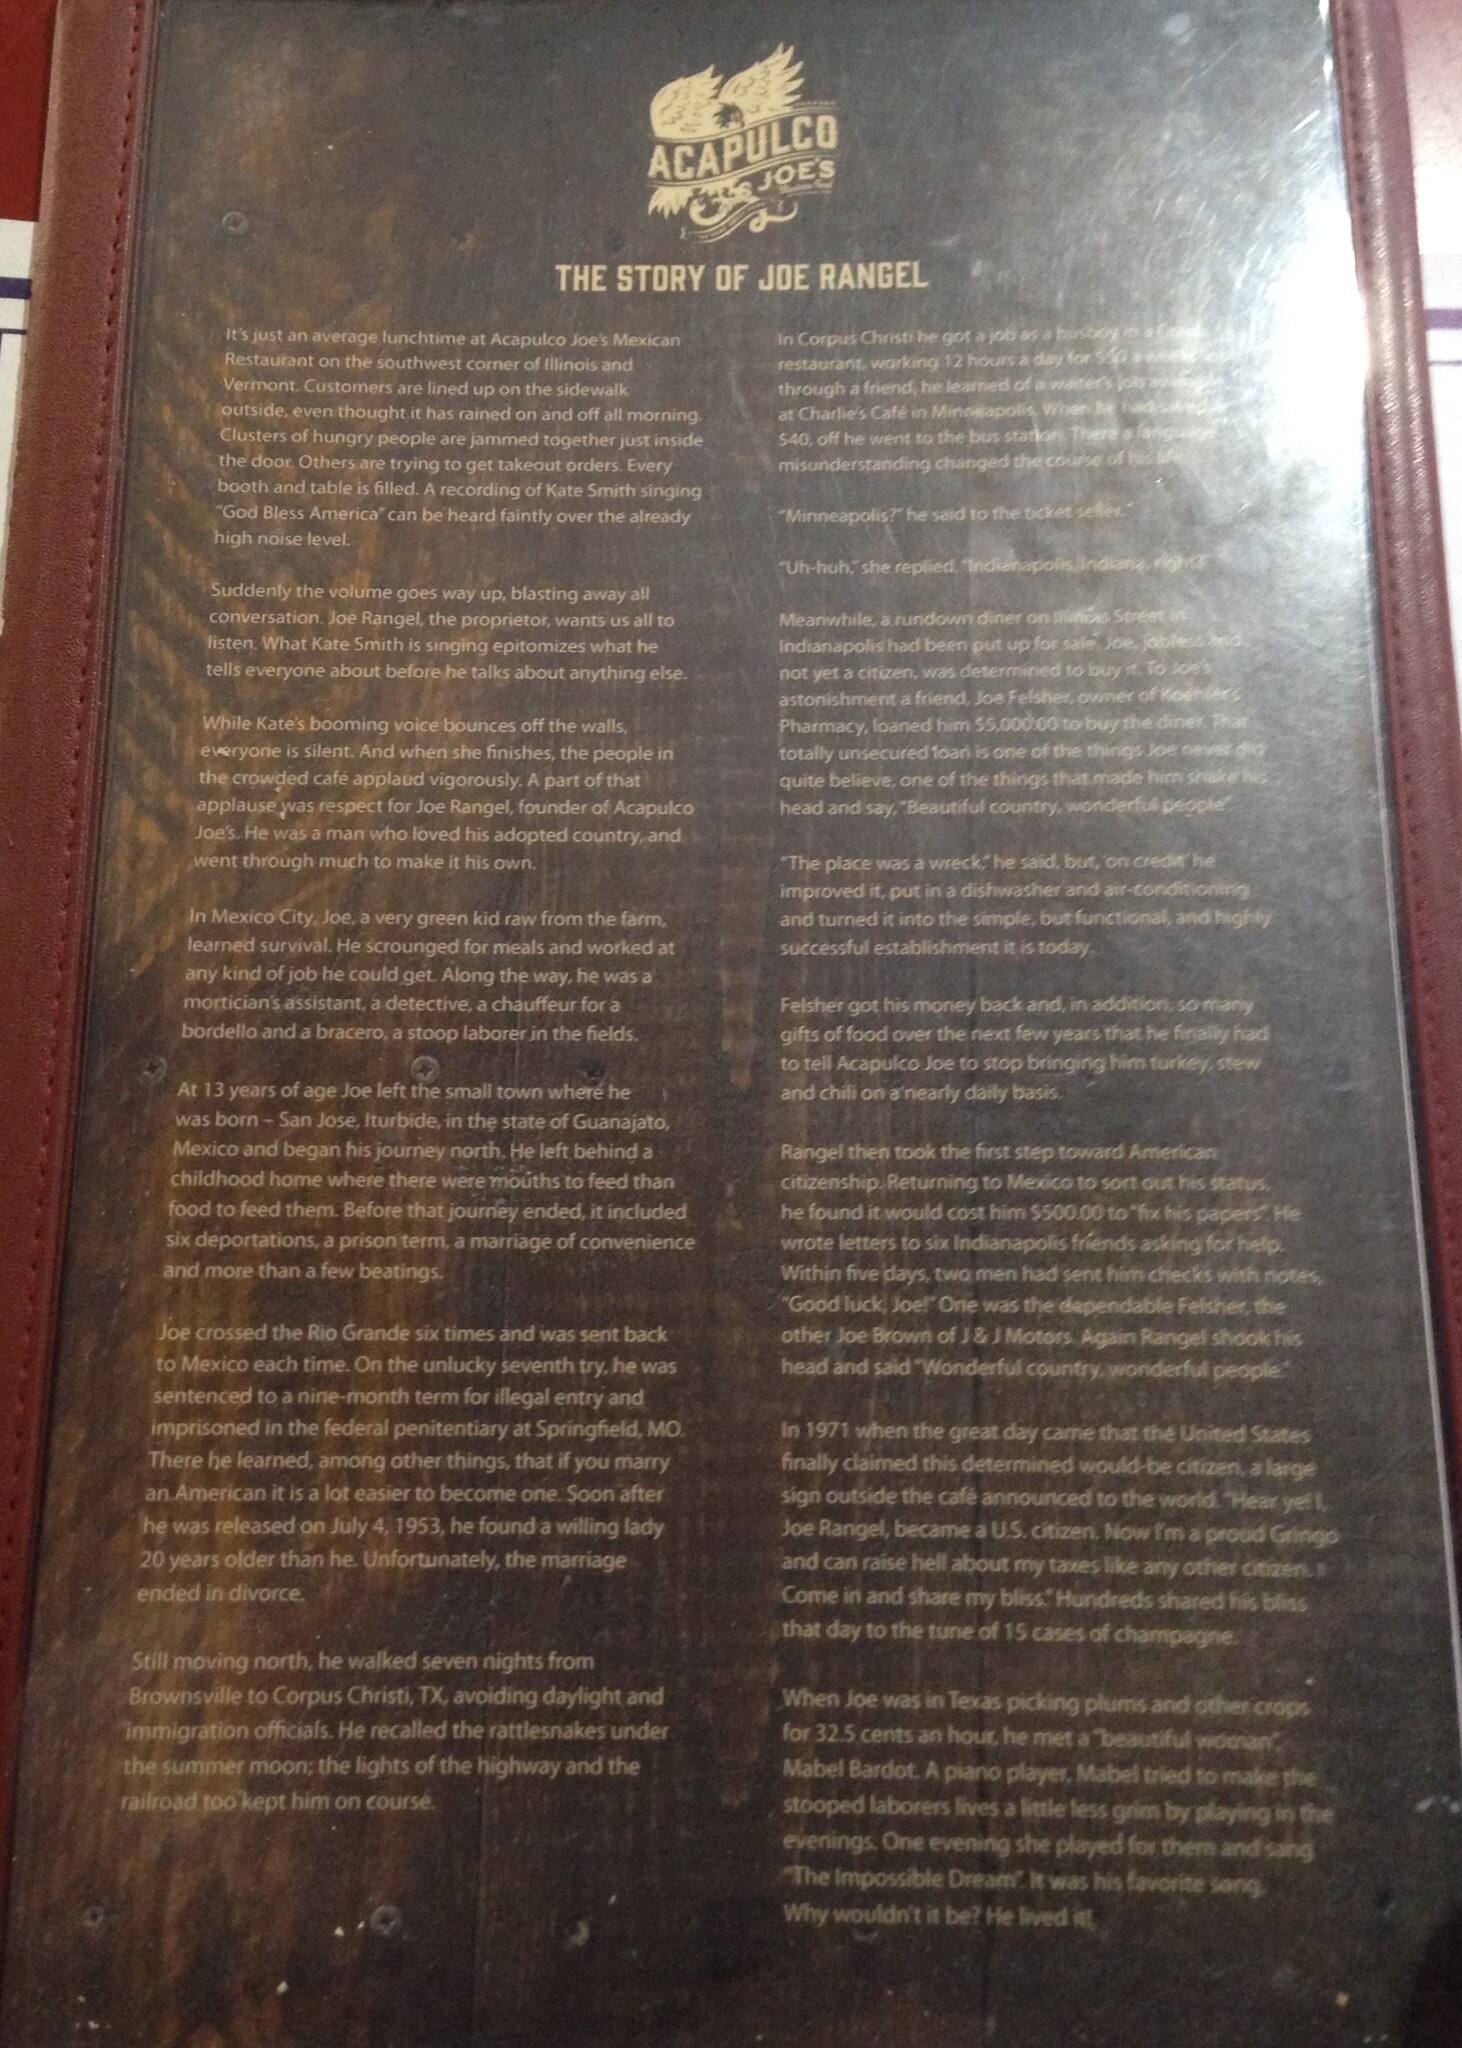 ACAPULCO
JOE'S
THE STORY OF JOE RANGEL
It's just an average lunchtime at Acapulco Joe's Mexican
Restaurant on the southwest corner of Illinois and
Vermont. Customers are lined up on the sidewalk
outside, even thought it has rained on and off all morning.
Clusters of hungry people are jammed together just inside
the door. Others are trying to get takeout orders. Every
booth and table is filled. A recording of Kate Smith singing
"God Bless America" can be heard faintly over the already
high noise level.
Suddenly the volume goes way up, blasting away all
conversation. Joe Rangel, the proprietor, wants us all to
listen. What Kate Smith is singing epitomizes what he
tells everyone about before he talks about anything else.
While Kate's booming voice bounces off the walls,
everyone is silent. And when she finishes, the people in
the crowded café applaud vigorously. A part of that
applause was respect for Joe Rangel, founder of Acapulco
Joe's. He was a man who loved his adopted country, and
went through much to make it his own.
In Mexico City, Joe, a very green kid raw from the farm,
learned survival. He scrounged for meals and worked at
any kind of job he could get. Along the way, he was a
mortician's assistant, a detective, a chauffeur for a
bordello and a bracero, a stoop laborer in the fields.
At 13 years of age Joe left the small town where he
was born – San Jose, Iturbide, in the state of Guanajato,
Mexico and began his journey north. He left behind a
childhood home where there were mouths to feed than
food to feed them. Before that journey ended, it included
six deportations, a prison term, a marriage of convenience
and more than a few beatings.
Joe crossed the Rio Grande six times and was sent back
to Mexico each time. On the unlucky seventh try, he was
sentenced to a nine-month term for illegal entry and
imprisoned in the federal penitentiary at Springfield, MO.
There he learned, among other things, that if you marry
an American it is a lot easier to become one. Soon after
he was released on July 4, 1953, he found a willing lady
20 years older than he. Unfortunately, the marriage
ended in divorce.
Still moving north, he walked seven nights from
Brownsville to Corpus Christi, TX, avoiding daylight and
immigration officials. He recalled the rattlesnakes under
the summer moon; the lights of the highway and the
railroad too kept him on course.
In Corpus Christi he got a job as a busboy in a
restaurant, working 12 hours a day for $50 a week
through a friend, he learned of a waiter's job
at Charlie's Café in Minneapolis. When he had saved
$40, off he went to the bus station. There a language
misunderstanding changed the course of his life.
"Minneapolis?" he said to the ticket seller."
"Uh-huh," she replied. "Indianapolis, Indiana, right?"
Meanwhile, a rundown diner on Illinois Street in
Indianapolis had been put up for sale. Joe, jobless and
not yet a citizen, was determined to buy it. To Joe's
astonishment a friend, Joe Felsher, owner of Koehler's
Pharmacy, loaned him $5,000.00 to buy the diner. That
totally unsecured loan is one of the things Joe never did
quite believe, one of the things that made him shake his
head and say, "Beautiful country, wonderful people".
"The place was a wreck," he said, but, 'on credit' he
improved it, put in a dishwasher and air-conditioning
and turned it into the simple, but functional, and highly
successful establishment it is today.
Felsher got his money back and, in addition, so many
gifts of food over the next few years that he finally had
to tell Acapulco Joe to stop bringing him turkey, stew
and chili on a nearly daily basis.
Rangel then took the first step toward American
citizenship. Returning to Mexico to sort out his status,
he found it would cost him $500.00 to "fix his papers". He
wrote letters to six Indianapolis friends asking for help.
Within five days, two men had sent him checks with notes,
"Good luck, Joe!" One was the dependable Felsher, the
other Joe Brown of J & J Motors. Again Rangel shook his
head and said "Wonderful country, wonderful people."
In 1971 when the great day came that the United States
finally claimed this determined would-be citizen, a large
sign outside the café announced to the world. "Hear ye! I,
Joe Rangel, became a U.S. citizen. Now I'm a proud Gringo
and can raise hell about my taxes like any other citizen.
Come in and share my bliss." Hundreds shared his bliss
that day to the tune of 15 cases of champagne.
When Joe was in Texas picking plums and other crops
for 32.5 cents an hour, he met a "beautiful woman",
Mabel Bardot. A piano player, Mabel tried to make the
stooped laborers lives a little less grim by playing in the
evenings. One evening she played for them and sang
"The Impossible Dream". It was his favorite song.
Why wouldn't it be? He lived it!